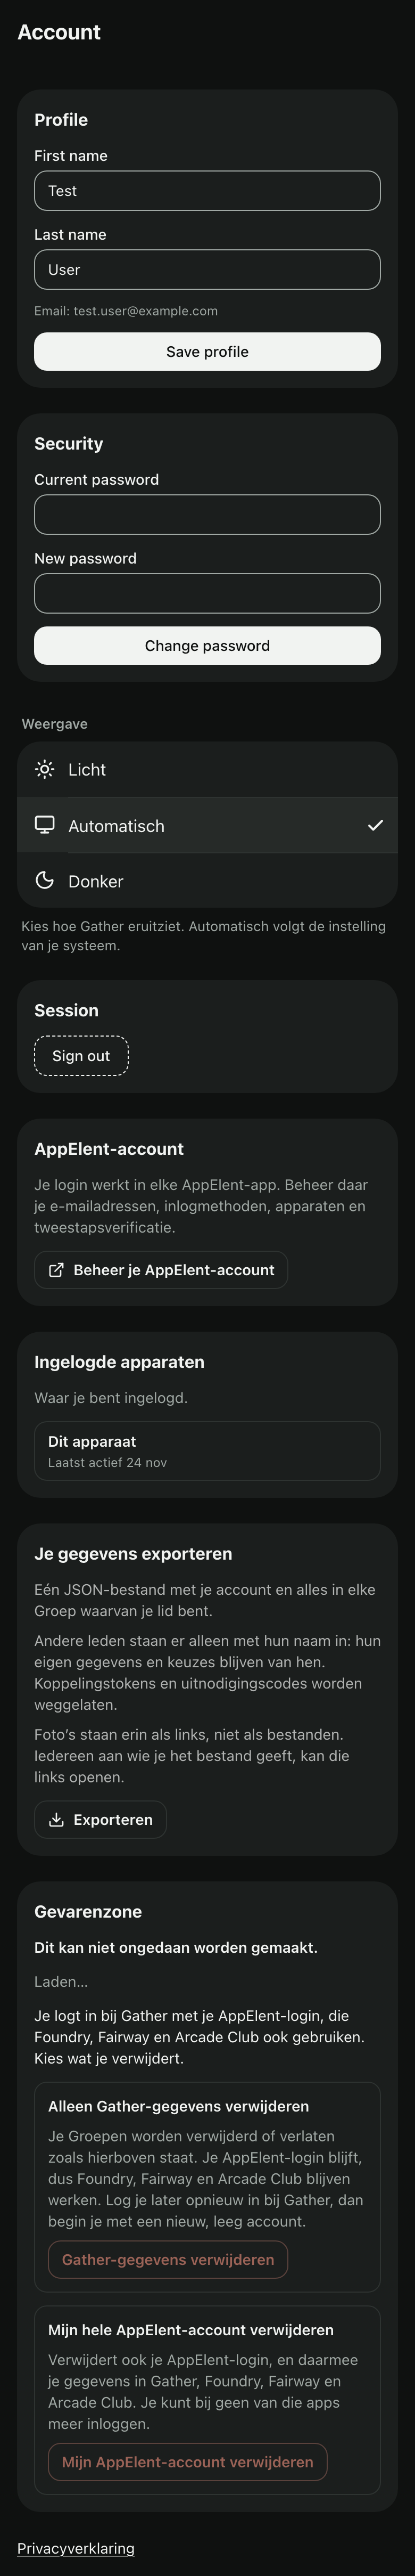 Account
Profile
First name
Test
Last name
User
Email: test.user@example.com
Save profile
Security
Current password
New password
Change password
Weergave
Licht
Automatisch
Donker
Kies hoe Gather eruitziet. Automatisch volgt de instelling
van je systeem.
Session
Sign out
AppElent-account
Je login werkt in elke AppElent-app. Beheer daar
je e-mailadressen, inlogmethoden, apparaten en
tweestapsverificatie.
Beheer je AppElent-account
Ingelogde apparaten
Waar je bent ingelogd.
Dit apparaat
Laatst actief 24 nov
Je gegevens exporteren
Eén JSON-bestand met je account en alles in elke
Groep waarvan je lid bent.
Andere leden staan er alleen met hun naam in: hun
eigen gegevens en keuzes blijven van hen.
Koppelingstokens en uitnodigingscodes worden
weggelaten.
Foto's staan erin als links, niet als bestanden.
Iedereen aan wie je het bestand geeft, kan die
links openen.
Exporteren
Gevarenzone
Dit kan niet ongedaan worden gemaakt.
Laden…
Je logt in bij Gather met je AppElent-login, die
Foundry, Fairway en Arcade Club ook gebruiken.
Kies wat je verwijdert.
Alleen Gather-gegevens verwijderen
Je Groepen worden verwijderd of verlaten
zoals hierboven staat. Je AppElent-login blijft,
dus Foundry, Fairway en Arcade Club blijven
werken. Log je later opnieuw in bij Gather, dan
begin je met een nieuw, leeg account.
Gather-gegevens verwijderen
Mijn hele AppElent-account verwijderen
Verwijdert ook je AppElent-login, en daarmee
je gegevens in Gather, Foundry, Fairway en
Arcade Club. Je kunt bij geen van die apps
meer inloggen.
Mijn AppElent-account verwijderen
Privacyverklaring